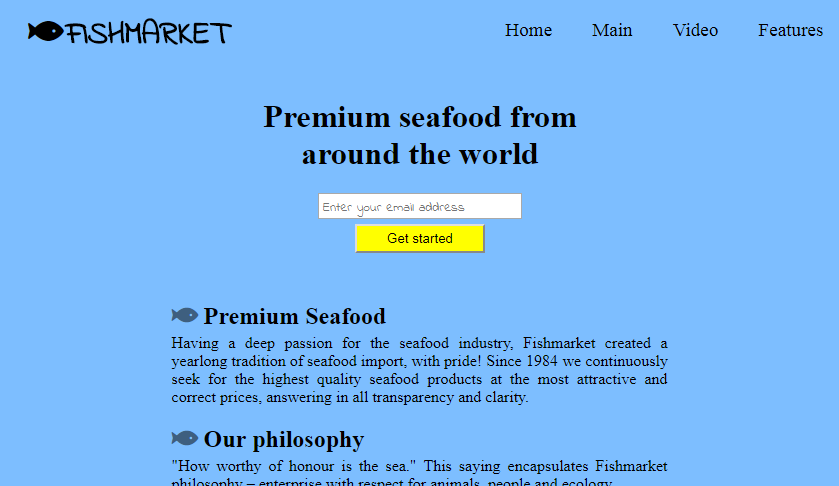 FISHMARKET
Home Main Video Features
Premium seafood from
around the world
Enter your email address
Get started
Premium Seafood
Having a deep passion for the seafood industry, Fishmarket created a
yearlong tradition of seafood import, with pride! Since 1984 we continuously
seek for the highest quality seafood products at the most attractive and
correct prices, answering in all transparency and clarity.
Our philosophy
"How worthy of honour is the sea." This saying encapsulates Fishmarket
philosophy – enterprise with respect for animals, people and ecology.